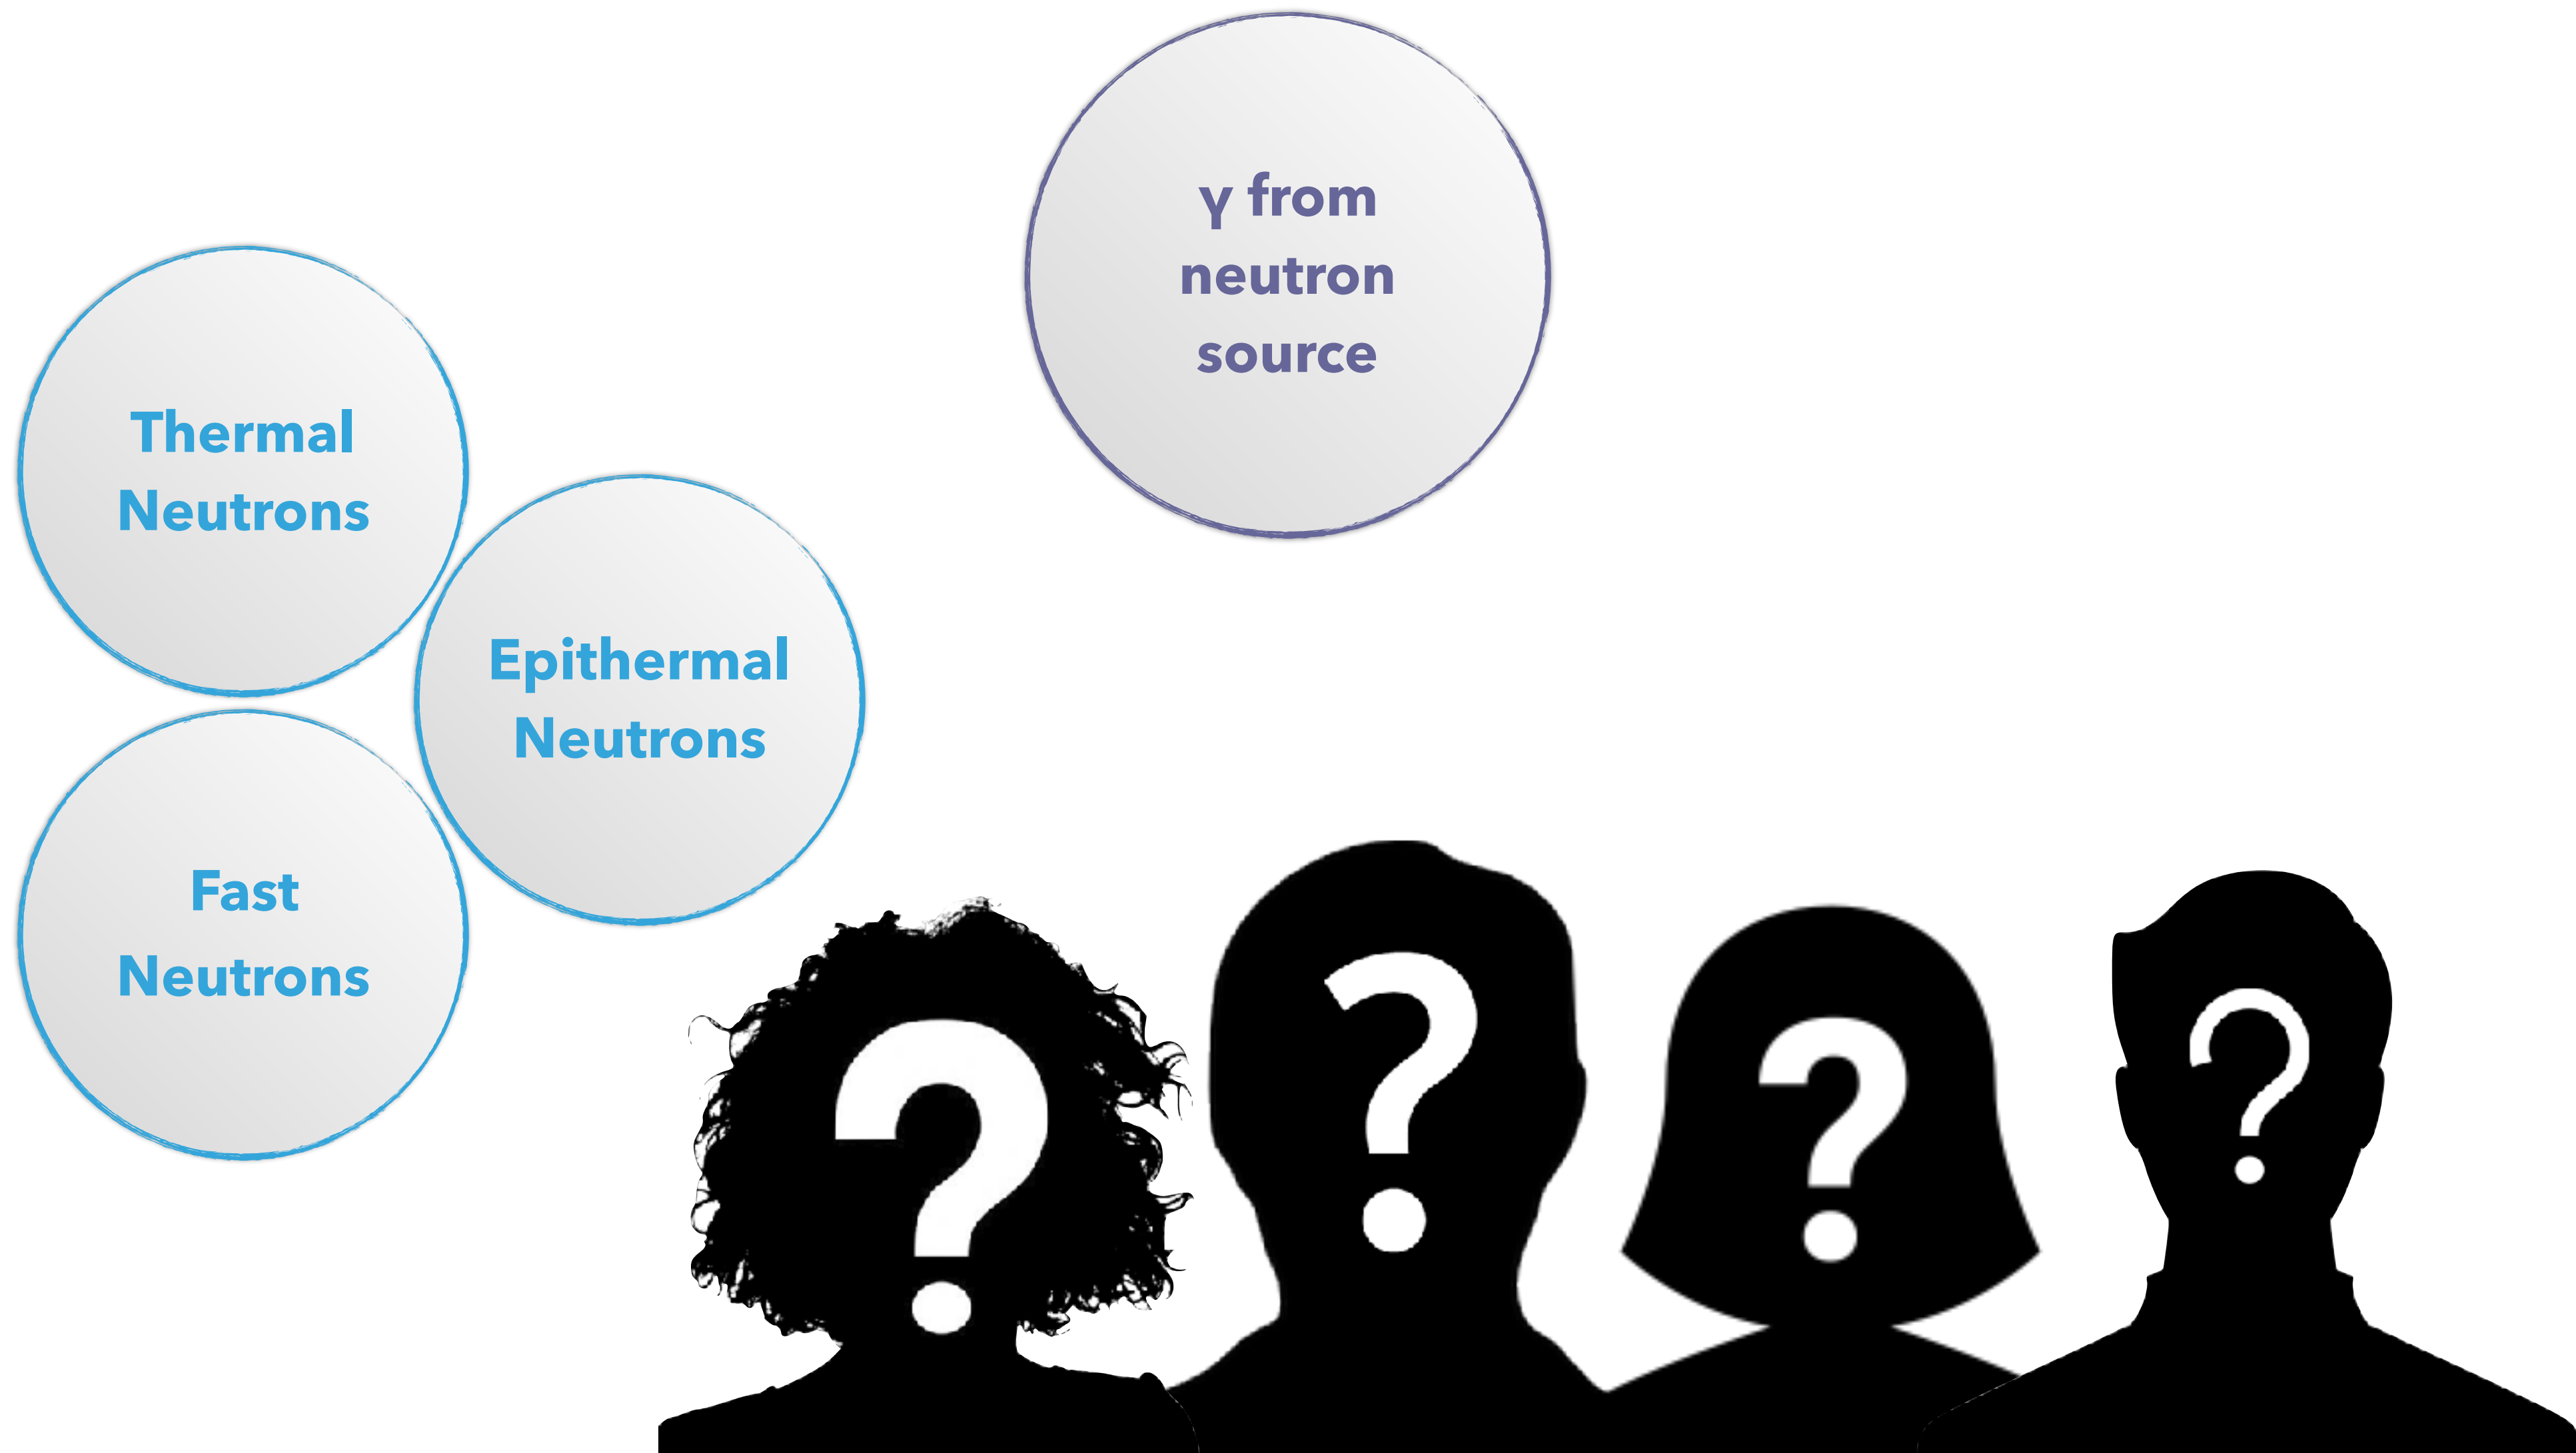 γ from
neutron
source
Thermal
Neutrons
Epithermal
Neutrons
Fast
Neutrons
?
?
?
?